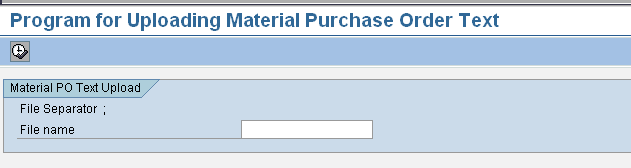 Program for Uploading Material Purchase Order Text
Material PO Text Upload
File Separator ;
File name